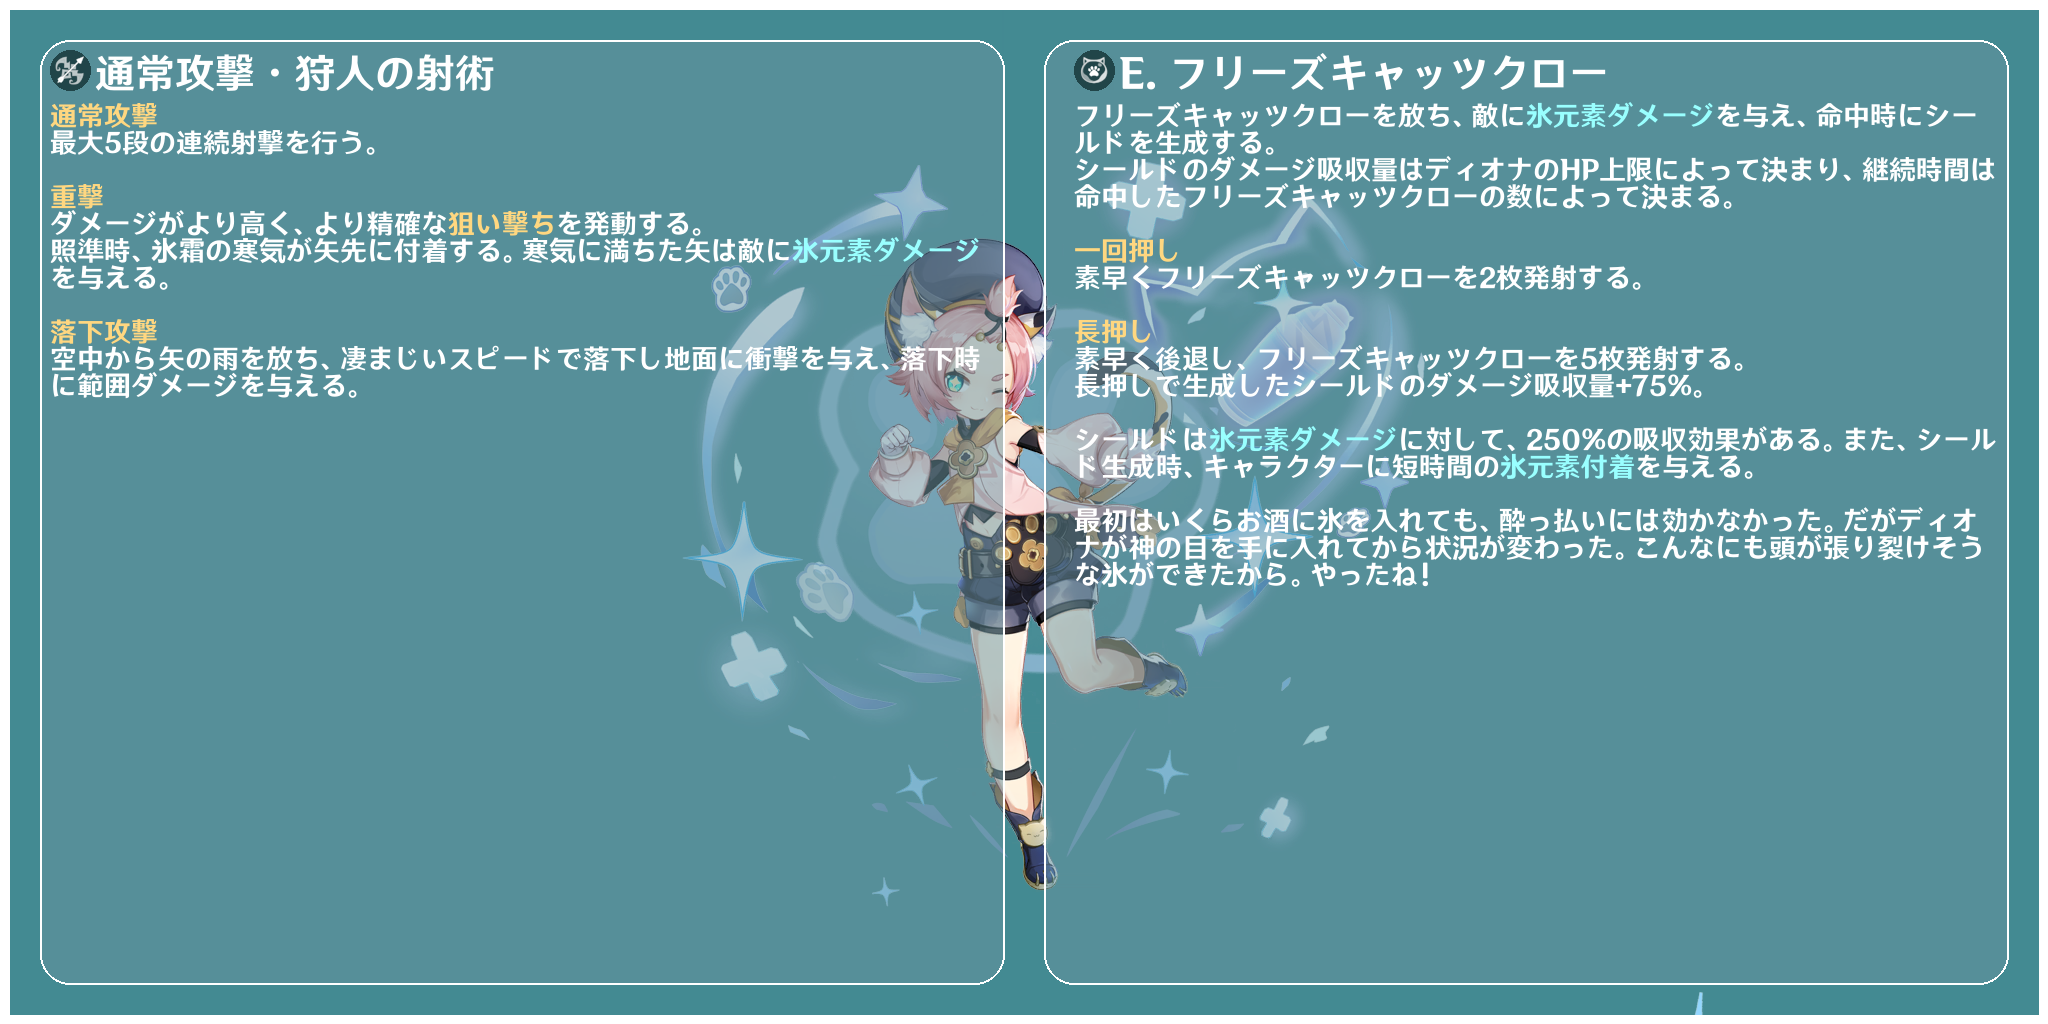 通常攻撃・狩人の射術
通常攻撃
最大5段の連続射撃を行う。
重撃
ダメージがより高く、より精確な狙い撃ちを発動する。
照準時、氷霜の寒気が矢先に付着する。寒気に満ちた矢は敵に氷元素ダメージ
を与える。
落下攻撃
空中から矢の雨を放ち、凄まじいスピードで落下し地面に衝撃を与え、落下時
に範囲ダメージを与える。
E. フリーズキャッツクロー
フリーズキャッツクローを放ち、敵に氷元素ダメージを与え、命中時にシー
ルドを生成する。
シールドのダメージ吸収量はディオナのHP上限によって決まり、継続時間は
命中したフリーズキャッツクローの数によって決まる。
一回押し
素早くフリーズキャッツクローを2枚発射する。
長押し
素早く後退し、フリーズキャッツクローを5枚発射する。
長押しで生成したシールドのダメージ吸収量+75%。
シールドは氷元素ダメージに対して、250%の吸収効果がある。また、シール
ド生成時、キャラクターに短時間の氷元素付着を与える。
最初はいくらお酒に氷を入れても、酔っ払いには効かなかった。だがディオ
ナが神の目を手に入れてから状況が変わった。こんなにも頭が張り裂けそう
な氷ができたから。やったね！